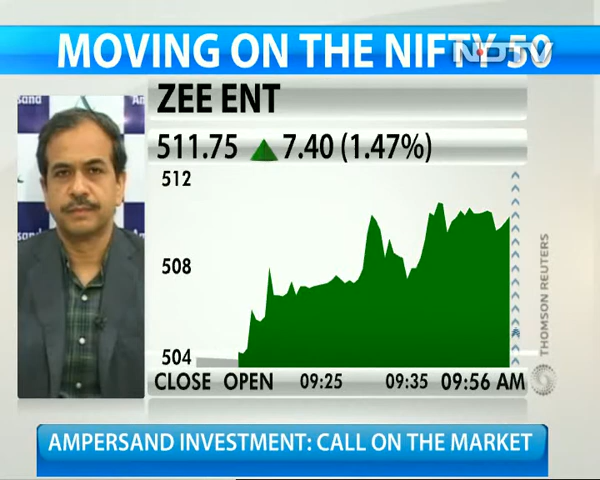 MOVING ON THE NIFTY 50
NDTV
ZEE ENT
511.75 ▲ 7.40 (1.47%)
512
508
504
CLOSE OPEN 09:25 09:35 09:56 AM
THOMSON REUTERS
AMPERSAND INVESTMENT: CALL ON THE MARKET